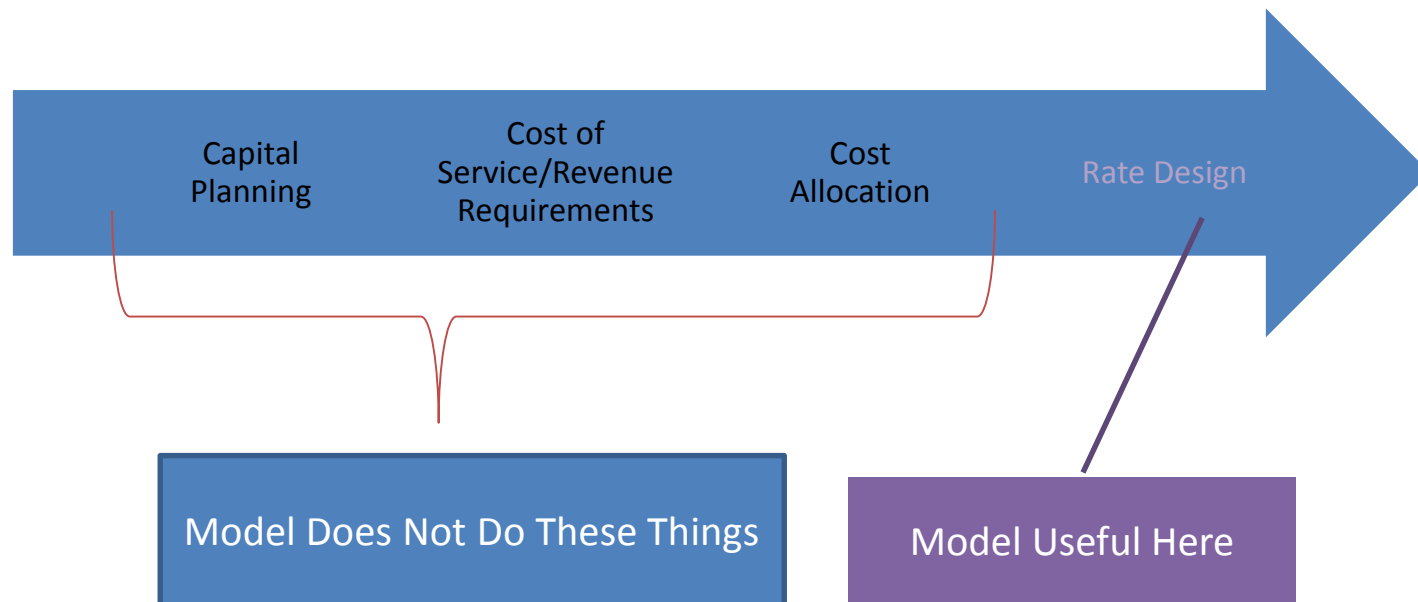 Capital
Planning
Cost of
Service/Revenue
Requirements
Cost
Allocation
Rate Design
Model Does Not Do These Things
Model Useful Here